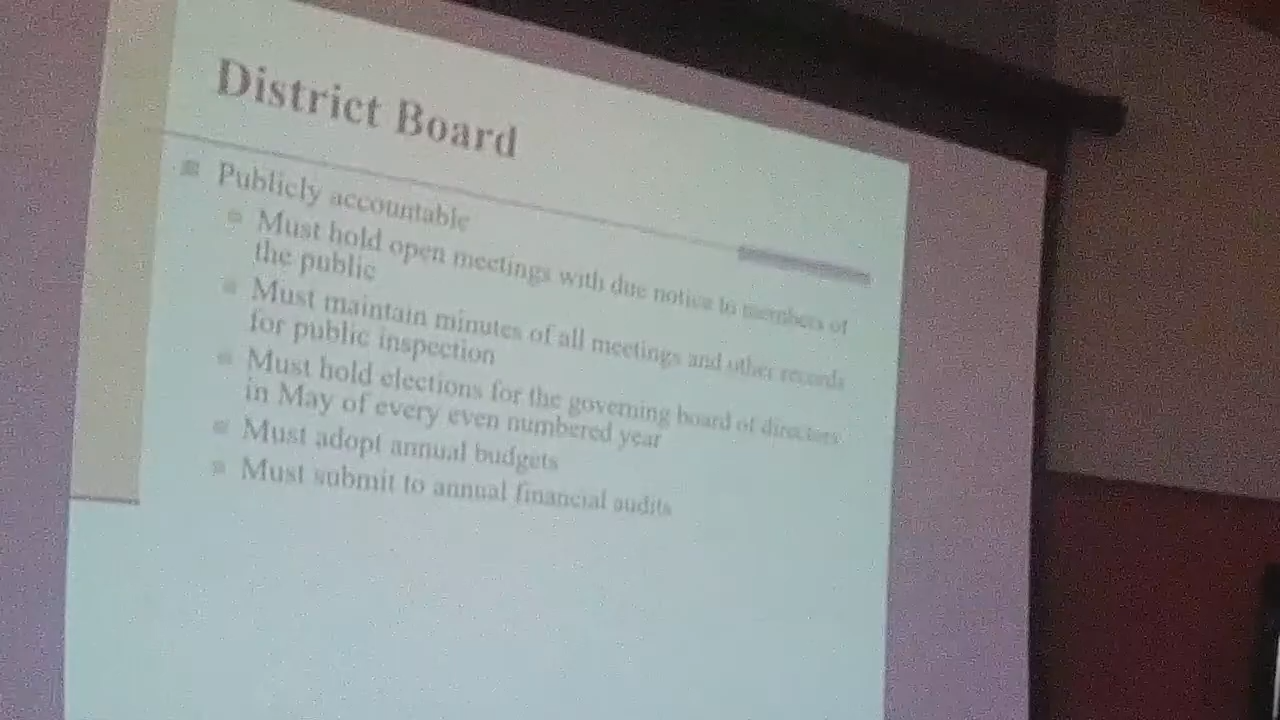 District Board
Publicly accountable
Must hold open meetings with due notice to members of
the public
Must maintain minutes of all meetings and other records
for public inspection
Must hold elections for the governing board of directors
in May of every even numbered year
Must adopt annual budgets
Must submit to annual financial audits